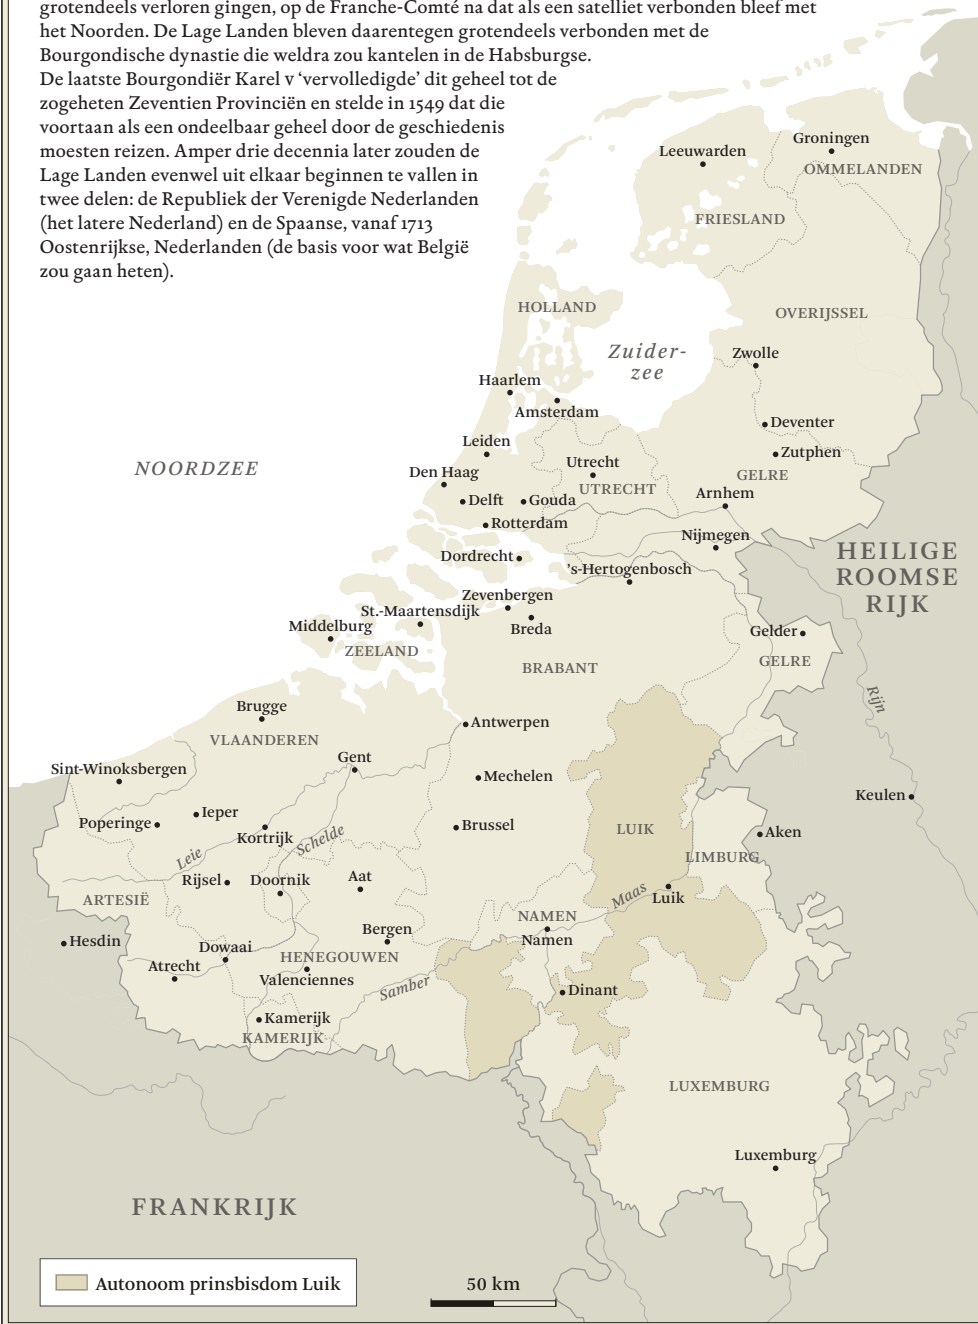 grotendeels verloren gingen, op de Franche-Comté na dat als een satelliet verbonden bleef met
het Noorden. De Lage Landen bleven daarentegen grotendeels verbonden met de
Bourgondische dynastie die weldra zou kantelen in de Habsburgse.
De laatste Bourgondiër Karel v ‘vervolledigde’ dit geheel tot de
zogeheten Zeventien Provinciën en stelde in 1549 dat die
voortaan als een ondeelbaar geheel door de geschiedenis
moesten reizen. Amper drie decennia later zouden de
Lage Landen evenwel uit elkaar beginnen te vallen in
twee delen: de Republiek der Verenigde Nederlanden
(het latere Nederland) en de Spaanse, vanaf 1713
Oostenrijkse, Nederlanden (de basis voor wat België
zou gaan heten).
Groningen
Leeuwarden
OMMELANDEN
FRIESLAND
HOLLAND
OVERIJSSEL
Zuider-
zee
Zwolle
Haarlem
Amsterdam
Deventer
Leiden
Zutphen
NOORDZEE
Utrecht
Den Haag
GELRE
UTRECHT
Arnhem
Delft
Gouda
Rotterdam
Nijmegen
HEILIGE
ROOMSE
RIJK
Dordrecht
's-Hertogenbosch
Zevenbergen
St.-Maartensdijk
Middelburg
Breda
Gelder
ZEELAND
GELRE
BRABANT
Rijn
Brugge
Antwerpen
VLAANDEREN
Gent
Sint-Winoksbergen
Mechelen
Keulen
Ieper
Poperinge
Brussel
LUIK
Aken
Kortrijk
Schelde
Leie
LIMBURG
Rijsel
Doornik
Aat
Maas
Luik
ARTESIË
NAMEN
Bergen
Namen
Hesdin
Dowaai
HENEGOUWEN
Atrecht
Valenciennes
Samber
Dinant
Kamerijk
KAMERIJK
LUXEMBURG
Luxemburg
FRANKRIJK
Autonoom prinsbisdom Luik
50 km